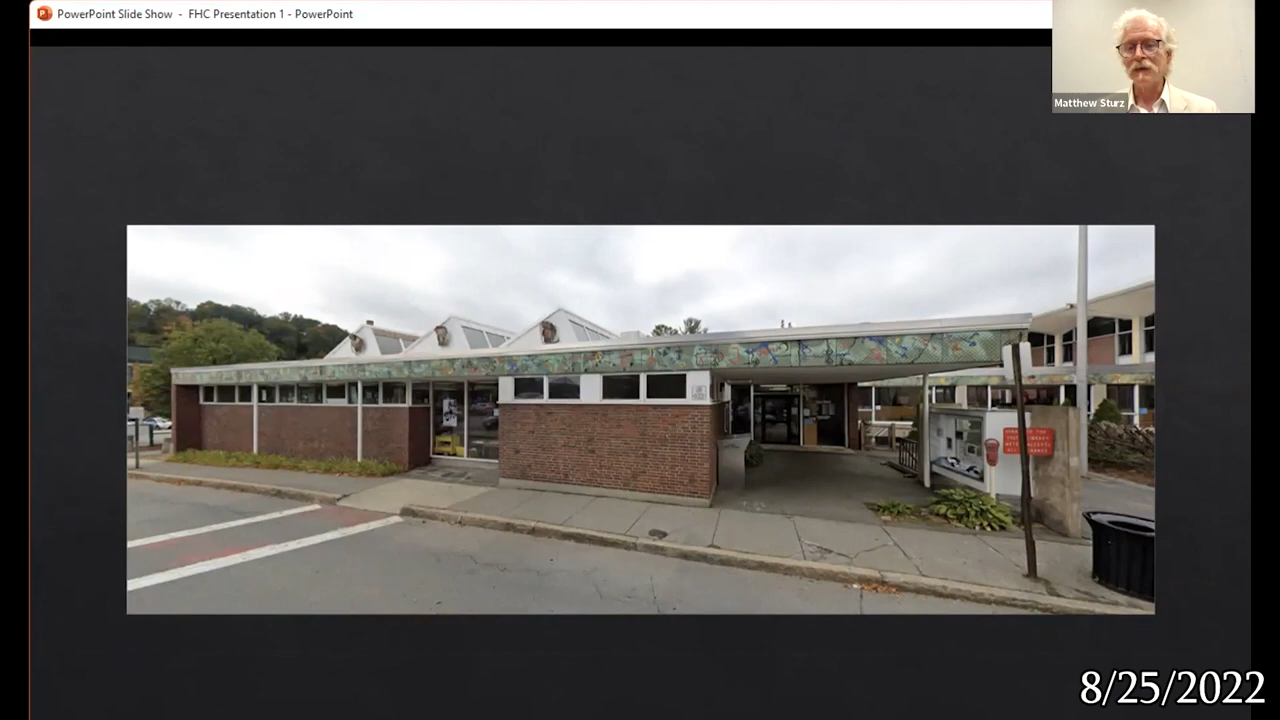 PowerPoint Slide Show - FHC Presentation 1 - PowerPoint
Matthew Sturz
8/25/2022